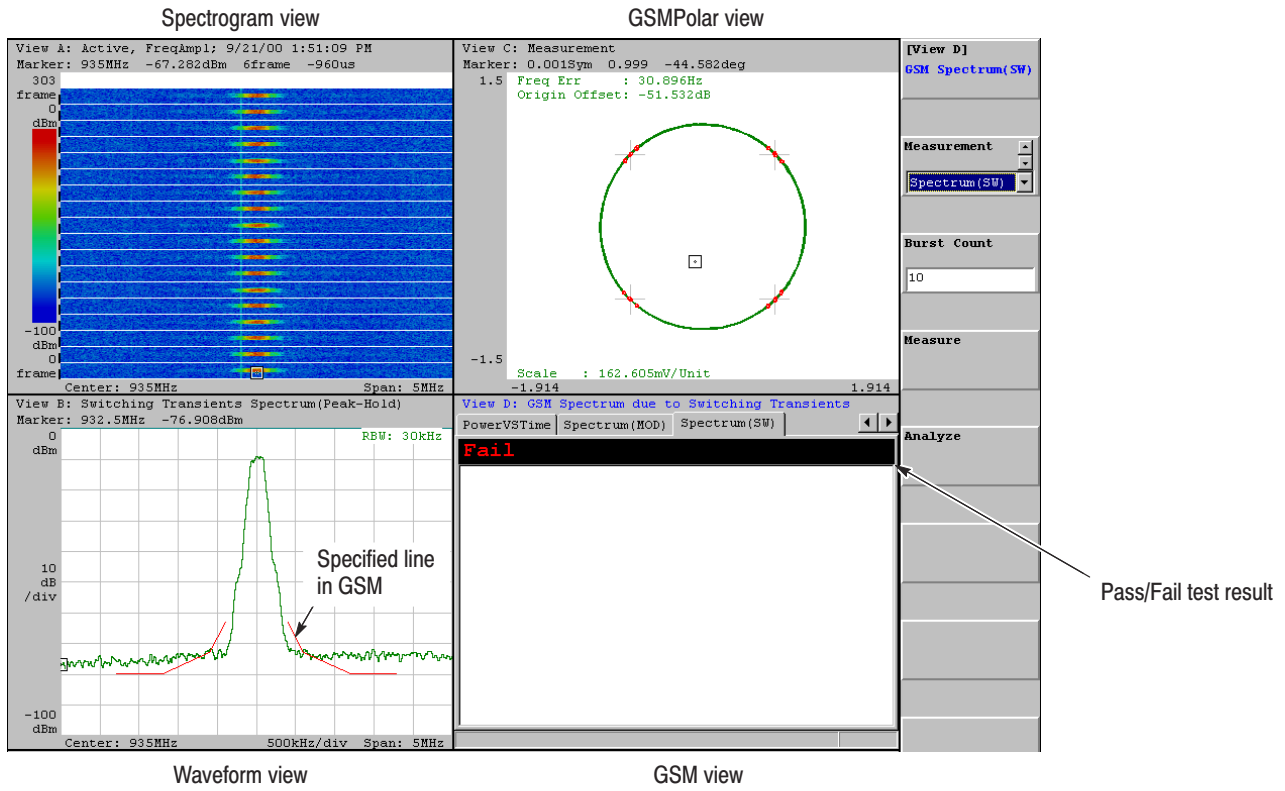 Spectrogram view
GSMPolar view
View A: Active, FreqAmpl; 9/21/00 1:51:09 PM
Marker: 935MHz -67.282dBm 6frame -960us
303
frame
0
dBm
-100
dBm
0
frame
Center: 935MHz Span: 5MHz
View C: Measurement
Marker: 0.001Sym 0.999 -44.582deg
1.5
Freq Err : 30.896Hz
Origin Offset: -51.532dB
-1.5
Scale : 162.605mV/Unit
-1.914 1.914
[View D]
GSM Spectrum(SW)
Measurement
Spectrum(SW)
Burst Count
10
Measure
Analyze
View B: Switching Transients Spectrum(Peak-Hold)
Marker: 932.5MHz -76.908dBm
0
dBm
RBW: 30kHz
10
dB
/div
Specified line
in GSM
-100
dBm
Center: 935MHz 500kHz/div Span: 5MHz
View D: GSM Spectrum due to Switching Transients
PowerVSTime Spectrum(MOD) Spectrum(SW)
Fail
Pass/Fail test result
Waveform view
GSM view